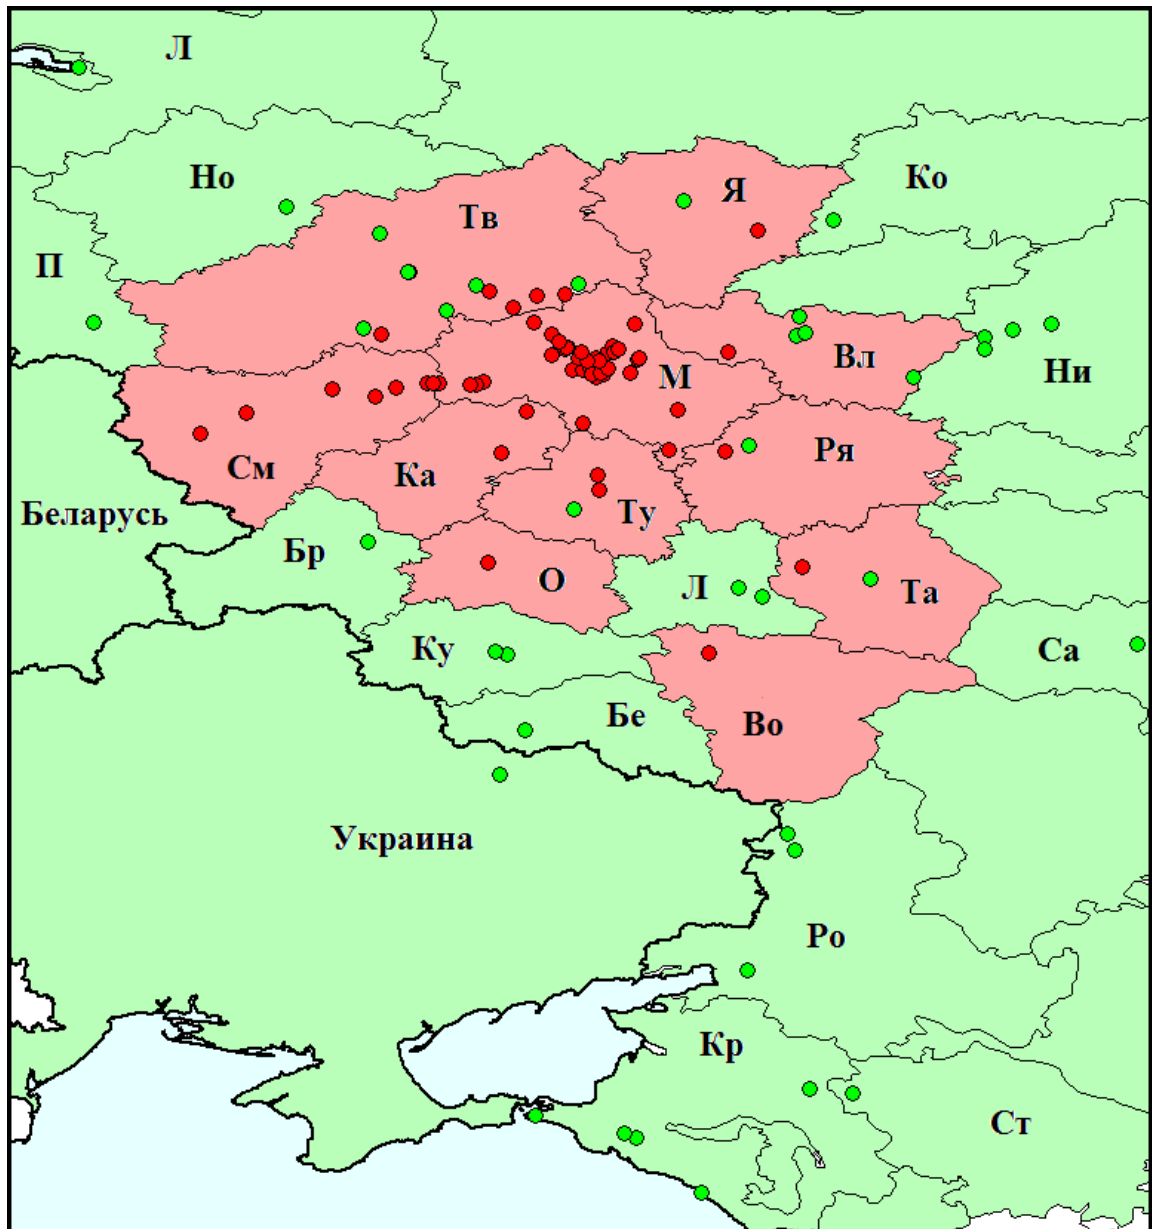 Л
Но
Я
Ко
Тв
П
Вл
Ни
М
См
Ка
Ря
Беларусь
Ту
Бр
О
Л
Та
Ку
Са
Бе
Во
Украина
Ро
Кр
Ст